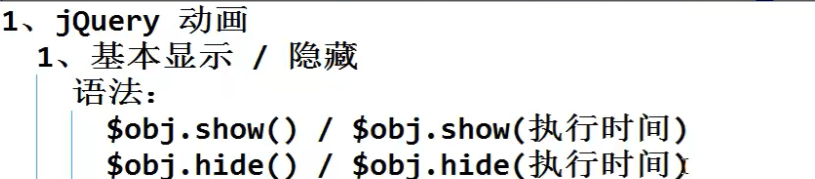 1、jQuery 动画
1、基本显示 / 隐藏
语法：
$obj.show() / $obj.show(执行时间)
$obj.hide() / $obj.hide(执行时间)